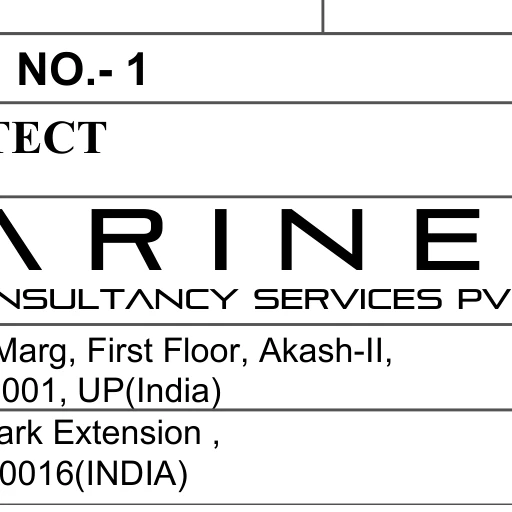 NO.- 1
TECT
ARINE
NSULTANCY SERVICES PV
Marg, First Floor, Akash-II,
001, UP(India)
ark Extension ,
0016(INDIA)